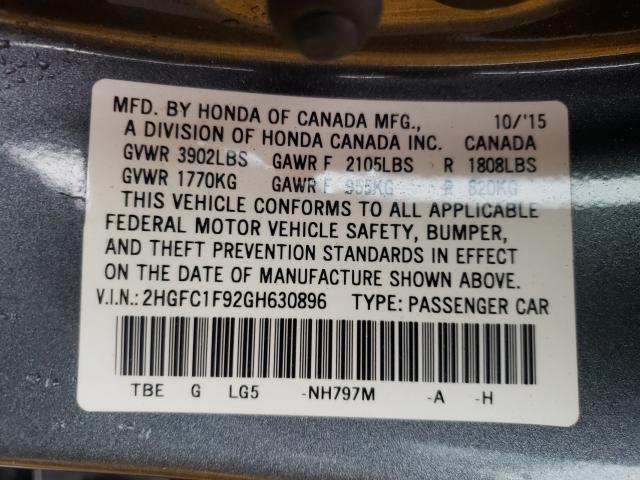 MFD. BY HONDA OF CANADA MFG., 10/'15
A DIVISION OF HONDA CANADA INC. CANADA
GVWR 3902LBS GAWR F 2105LBS R 1808LBS
GVWR 1770KG GAWR F 955KG R 820KG
THIS VEHICLE CONFORMS TO ALL APPLICABLE
FEDERAL MOTOR VEHICLE SAFETY, BUMPER,
AND THEFT PREVENTION STANDARDS IN EFFECT
ON THE DATE OF MANUFACTURE SHOWN ABOVE.
V.I.N.: 2HGFC1F92GH630896 TYPE: PASSENGER CAR
TBE G LG5 -NH797M -A -H